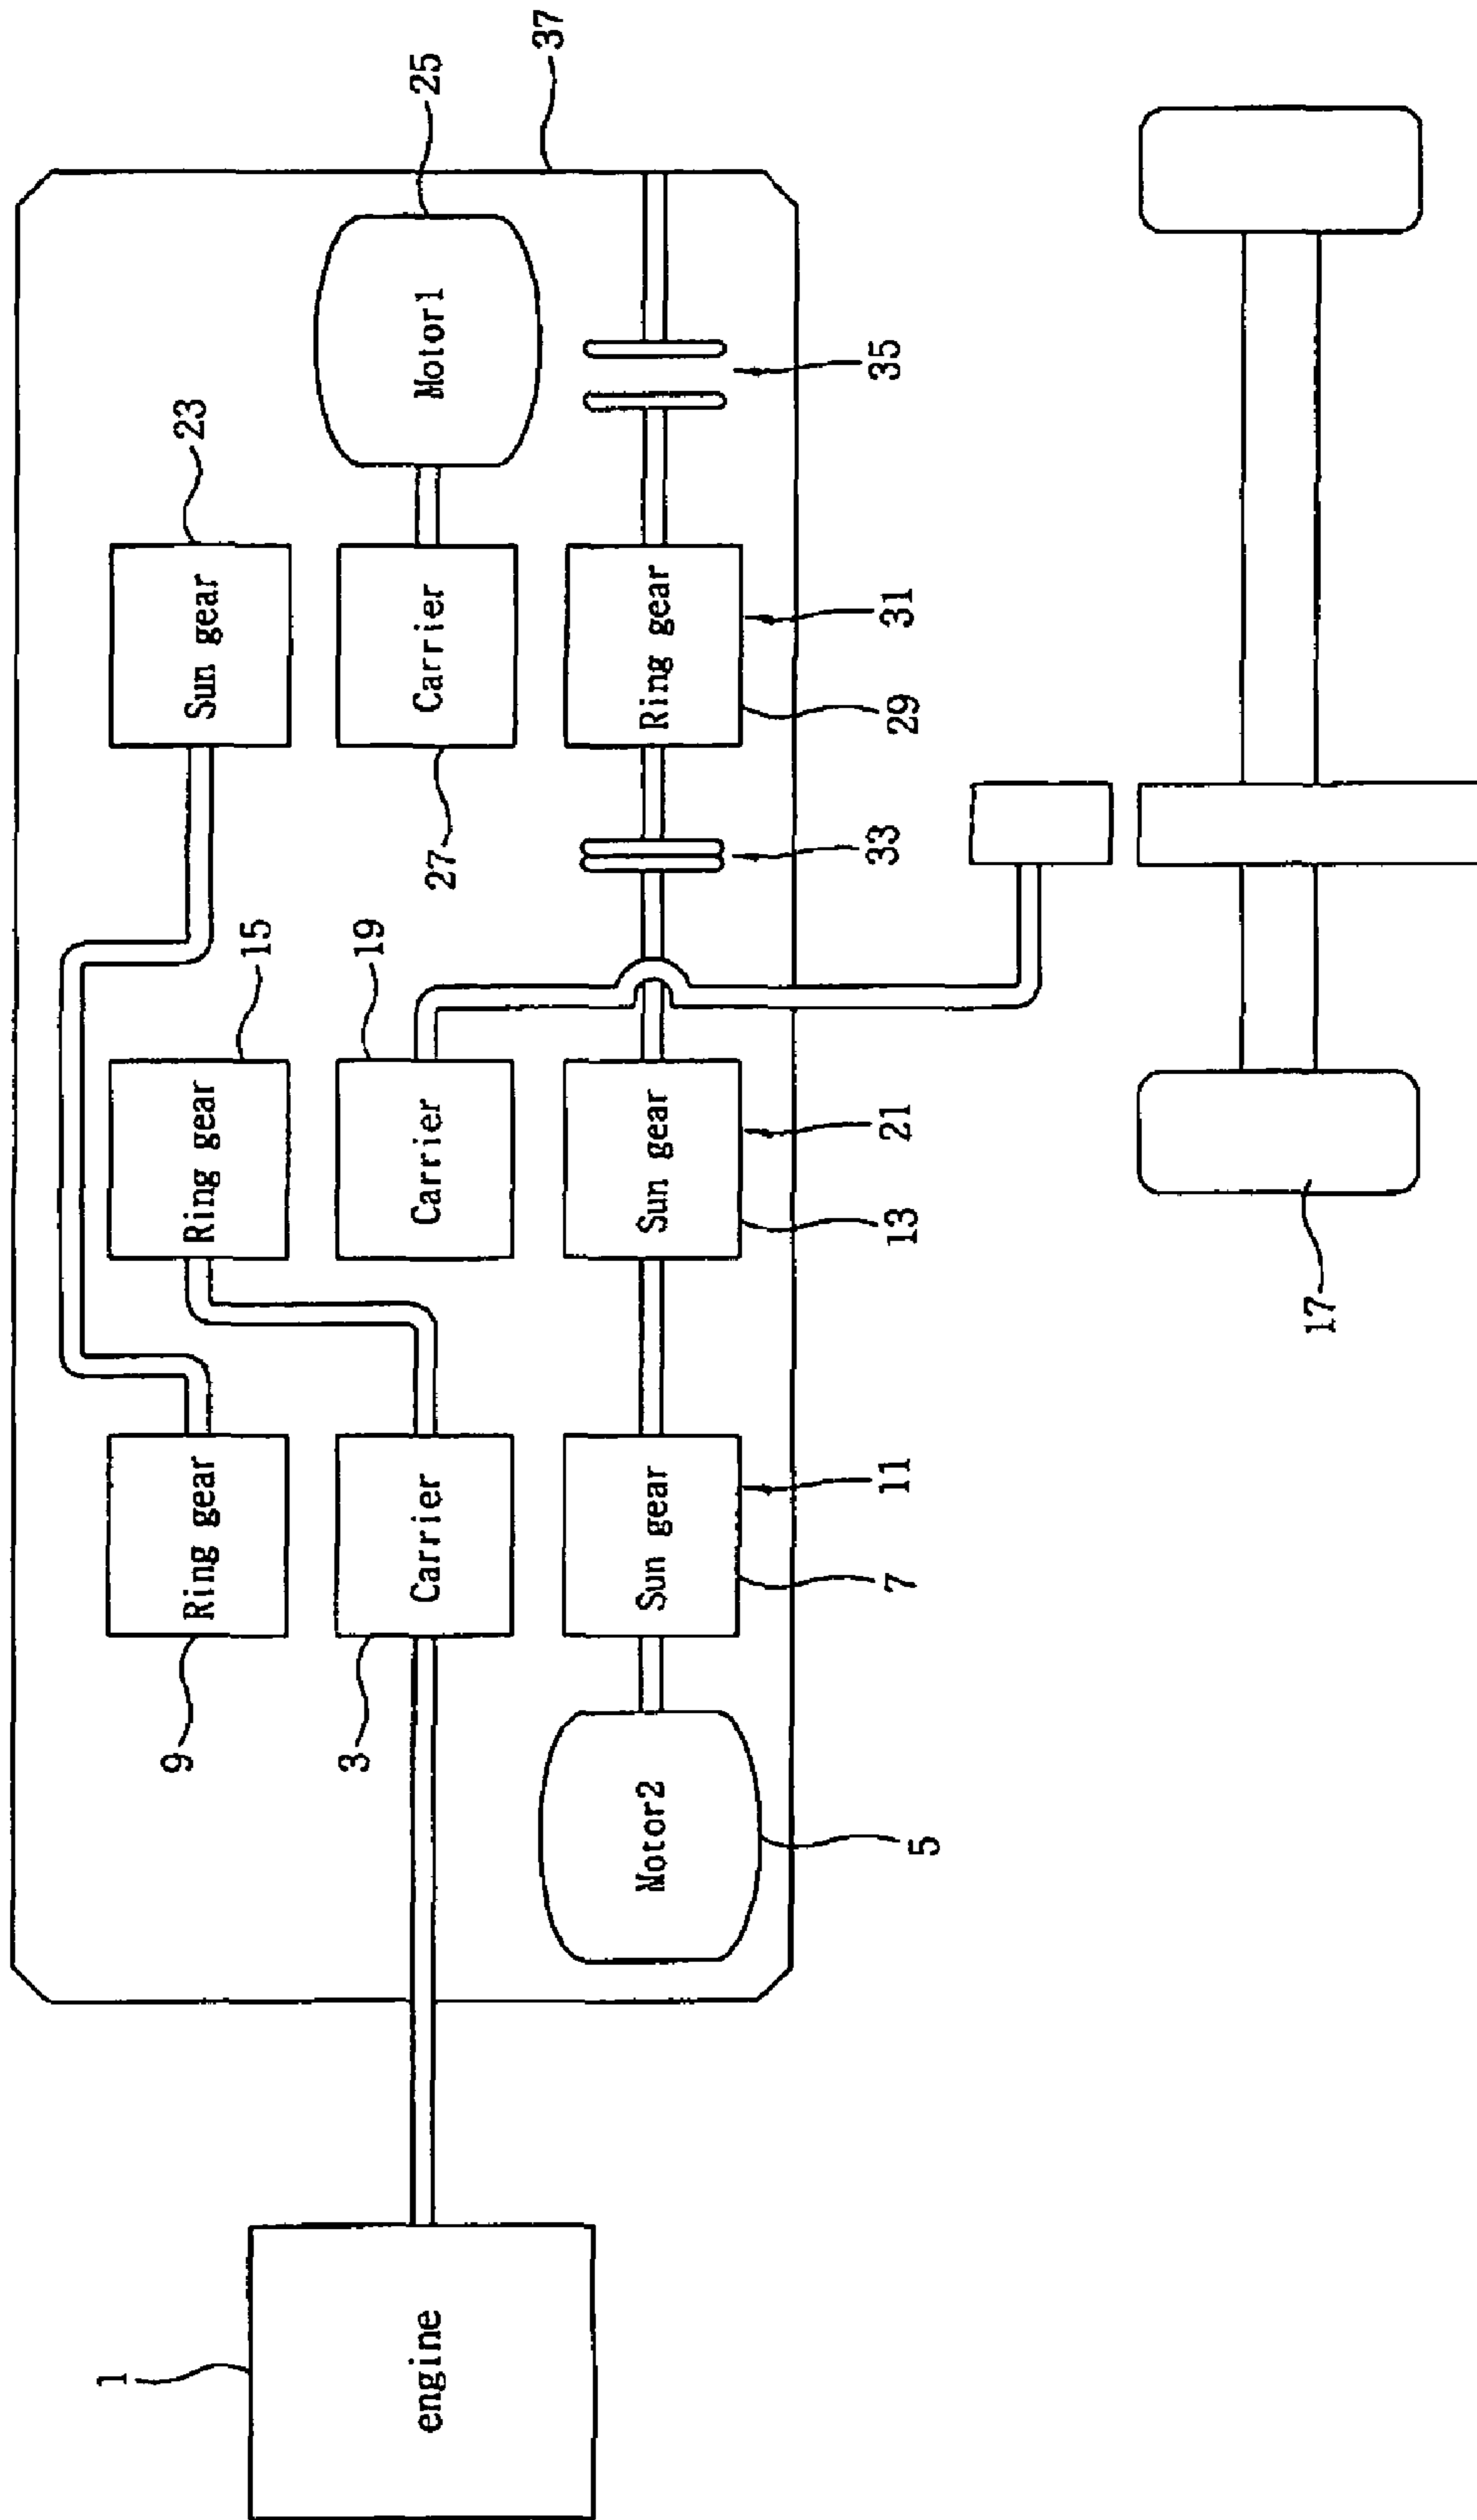 1
9
Ring gear
Ring gear
15
Sun gear
23
3
19
engine
Carrier
Carrier
Carrier
27
Motor1
25
37
Motor2
Sun gear
Sun gear
Ring gear
5
7
11
13
21
33
29
31
35
17